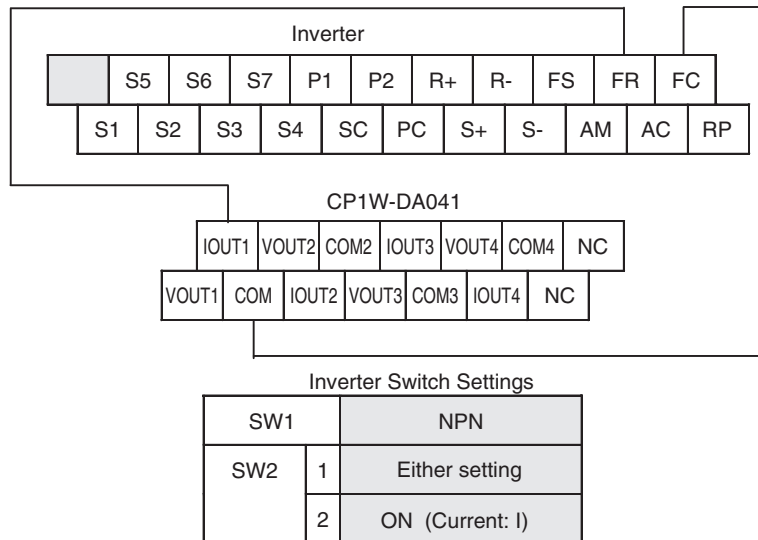 Inverter
S5 S6 S7 P1 P2 R+ R- FS FR FC
S1 S2 S3 S4 SC PC S+ S- AM AC RP
CP1W-DA041
IOUT1 VOUT2 COM2 IOUT3 VOUT4 COM4 NC
VOUT1 COM IOUT2 VOUT3 COM3 IOUT4 NC
Inverter Switch Settings
SW1 NPN
SW2 1 Either setting
2 ON (Current: I)